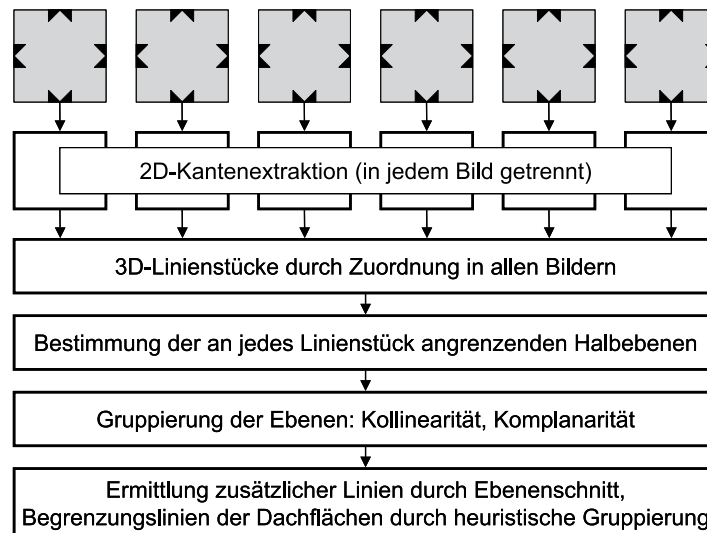 2D-Kantenextraktion (in jedem Bild getrennt)
3D-Linienstücke durch Zuordnung in allen Bildern
Bestimmung der an jedes Linienstück angrenzenden Halbebenen
Gruppierung der Ebenen: Kollinearität, Komplanarität
Ermittlung zusätzlicher Linien durch Ebenenschnitt,
Begrenzungslinien der Dachflächen durch heuristische Gruppierung